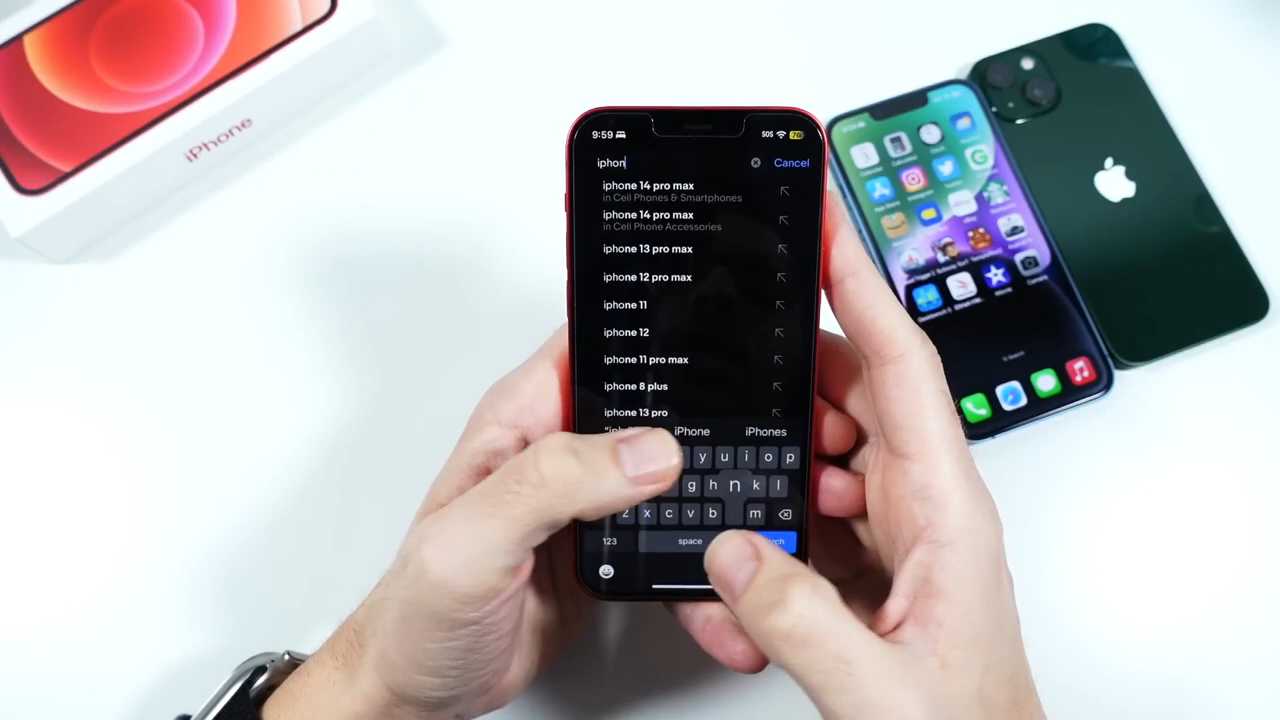 iPhone
9:59
SOS 76
iphon
Cancel
iphone 14 pro max
in Cell Phones & Smartphones
iphone 14 pro max
in Cell Phone Accessories
iphone 13 pro max
iphone 12 pro max
iphone 11
iphone 12
iphone 11 pro max
iphone 8 plus
iphone 13 pro
iPhone iPhones
y u i o p
g h n k l
z x c v b m
123 space